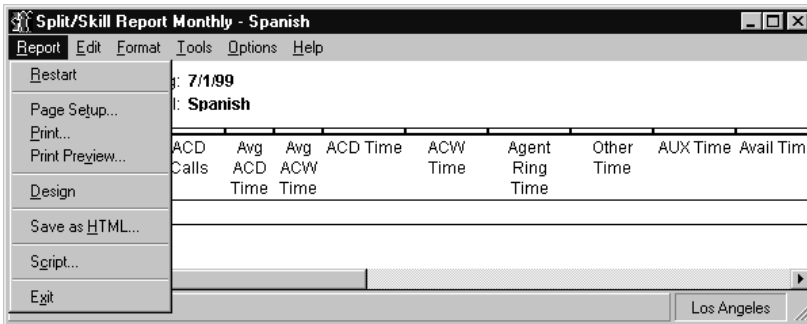 Split/Skill Report Monthly - Spanish
Report Edit Format Tools Options Help
Restart
Page Setup...
Print...
Print Preview...
Design
Save as HTML...
Script...
Exit
: 7/1/99
: Spanish
ACD Avg Avg ACD Time ACW Agent Other AUX Time Avail Tim
Calls ACD ACW Time Ring Time
Time Time Time
Los Angeles